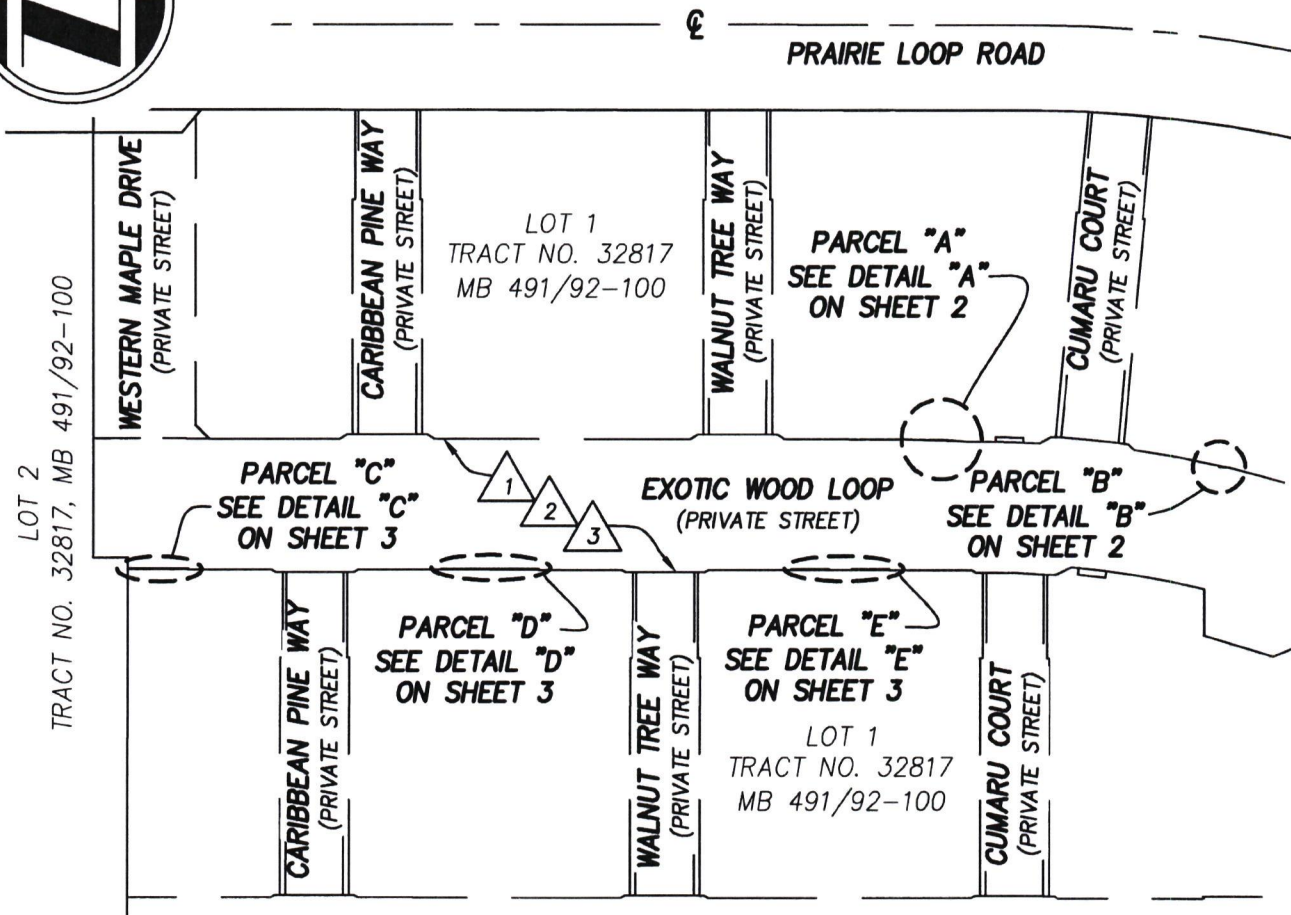 ℄
PRAIRIE LOOP ROAD
WESTERN MAPLE DRIVE
(PRIVATE STREET)
CARIBBEAN PINE WAY
(PRIVATE STREET)
LOT 1
TRACT NO. 32817
MB 491/92-100
WALNUT TREE WAY
(PRIVATE STREET)
PARCEL "A"
SEE DETAIL "A"
ON SHEET 2
CUMARU COURT
(PRIVATE STREET)
LOT 2
TRACT NO. 32817, MB 491/92-100
PARCEL "C"
SEE DETAIL "C"
ON SHEET 3
1
2
3
EXOTIC WOOD LOOP
(PRIVATE STREET)
PARCEL "B"
SEE DETAIL "B"
ON SHEET 2
CARIBBEAN PINE WAY
(PRIVATE STREET)
PARCEL "D"
SEE DETAIL "D"
ON SHEET 3
WALNUT TREE WAY
(PRIVATE STREET)
PARCEL "E"
SEE DETAIL "E"
ON SHEET 3
LOT 1
TRACT NO. 32817
MB 491/92-100
CUMARU COURT
(PRIVATE STREET)